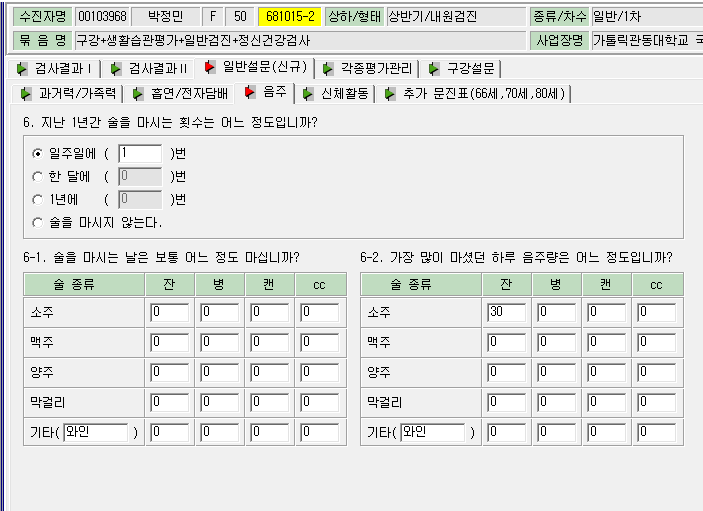 수진자명 00103968 박정민 F 50 681015-2 상하/형태 상반기/내원검진 종류/차수 일반/1차
묶 음 명 구강+생활습관평가+일반검진+정신건강검사 사업장명 가톨릭관동대학교 국
검사결과 I 검사결과 II 일반설문(신규) 각종평가관리 구강설문
과거력/가족력 흡연/전자담배 음주 신체활동 추가 문진표(66세,70세,80세)
6. 지난 1년간 술을 마시는 횟수는 어느 정도입니까?
일주일에 ( 1 )번
한 달에 ( 0 )번
1년에 ( 0 )번
술을 마시지 않는다.
6-1. 술을 마시는 날은 보통 어느 정도 마십니까?
술 종류 잔 병 캔 cc
소주 0 0 0 0
맥주 0 0 0 0
양주 0 0 0 0
막걸리 0 0 0 0
기타( 와인 ) 0 0 0 0
6-2. 가장 많이 마셨던 하루 음주량은 어느 정도입니까?
술 종류 잔 병 캔 cc
소주 30 0 0 0
맥주 0 0 0 0
양주 0 0 0 0
막걸리 0 0 0 0
기타( 와인 ) 0 0 0 0